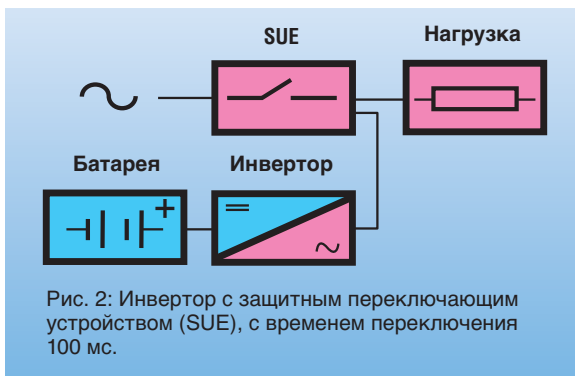 SUE
Нагрузка
Батарея
Инвертор
Рис. 2: Инвертор с защитным переключающим
устройством (SUE), с временем переключения
100 мс.